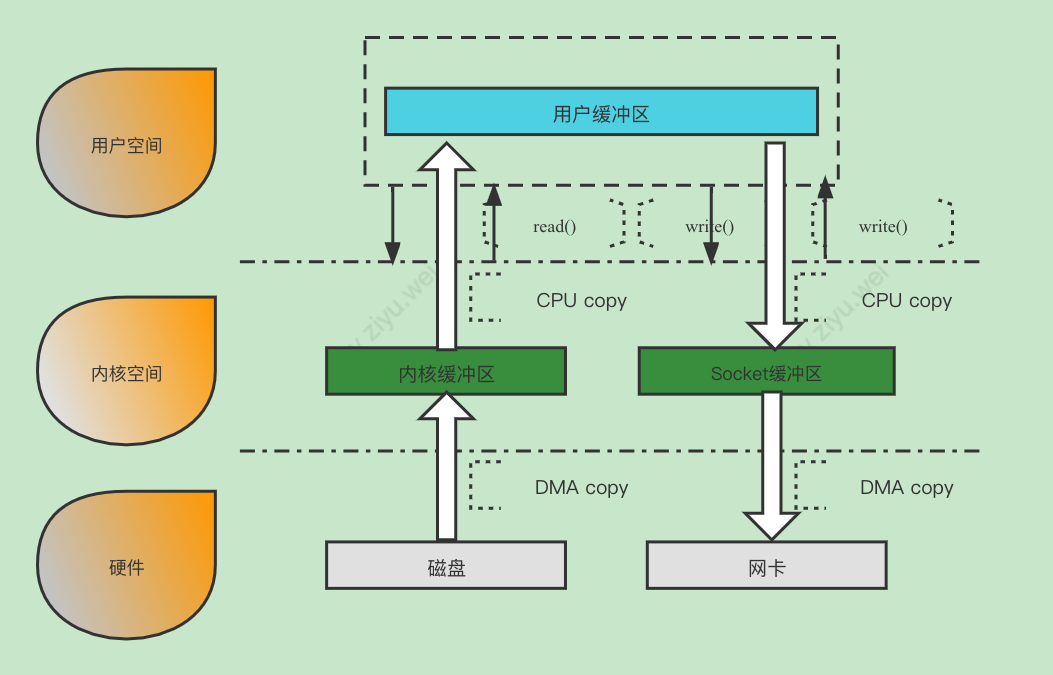 用户缓冲区
用户空间
read()
write()
write()
CPU copy
CPU copy
内核空间
内核缓冲区
Socket缓冲区
DMA copy
DMA copy
硬件
磁盘
网卡
ziyu.wei
ziyu.wei